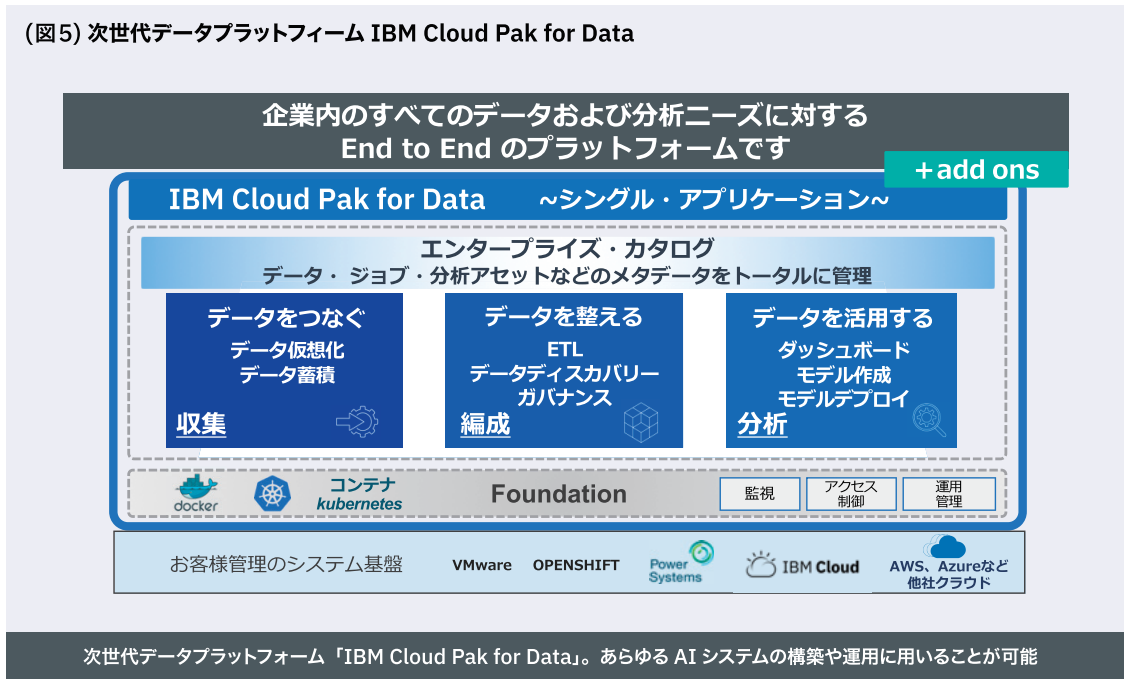 (図5) 次世代データプラットフィーム IBM Cloud Pak for Data
企業内のすべてのデータおよび分析ニーズに対する
End to End のプラットフォームです
+add ons
IBM Cloud Pak for Data ~シングル・アプリケーション~
エンタープライズ・カタログ
データ・ジョブ・分析アセットなどのメタデータをトータルに管理
データをつなぐ
データ仮想化
データ蓄積
収集
データを整える
ETL
データディスカバリー
ガバナンス
編成
データを活用する
ダッシュボード
モデル作成
モデルデプロイ
分析
docker
コンテナ
kubernetes
Foundation
監視
アクセス
制御
運用
管理
お客様管理のシステム基盤
VMware
OPENSHIFT
Power
Systems
IBM Cloud
AWS、Azureなど
他社クラウド
次世代データプラットフォーム「IBM Cloud Pak for Data」。あらゆる AI システムの構築や運用に用いることが可能